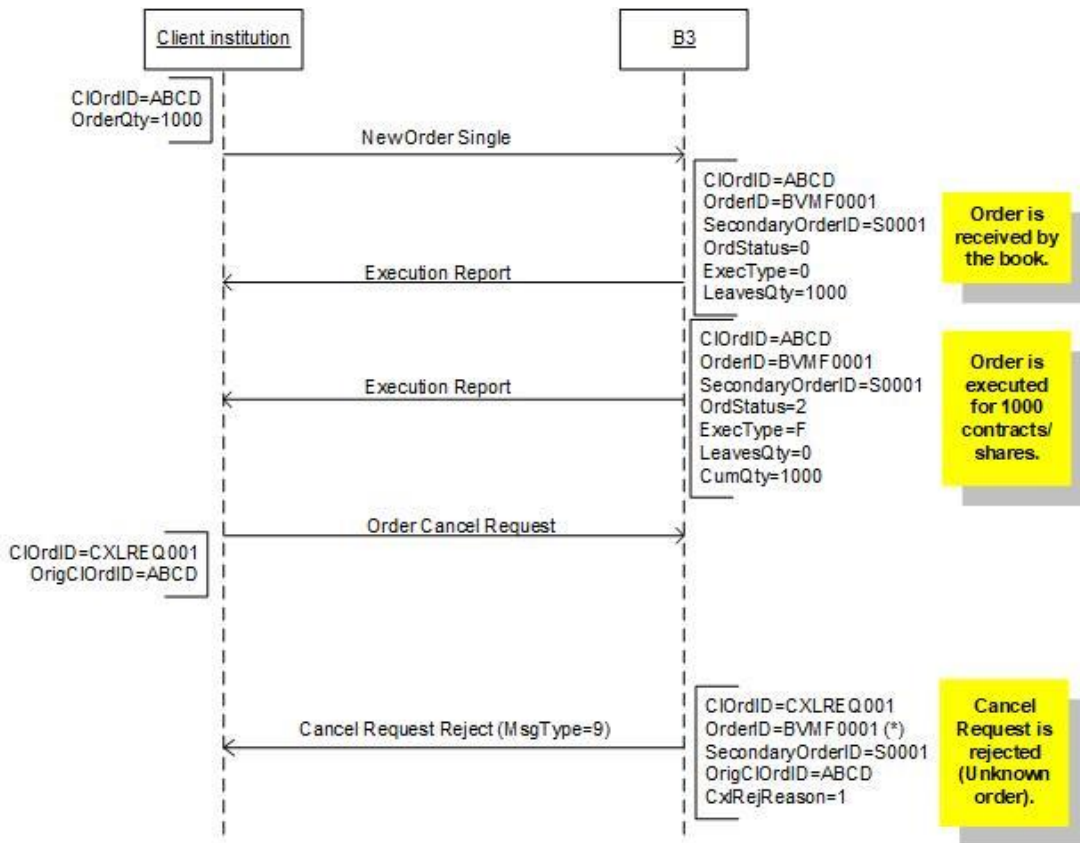 Client institution
B3
ClOrdID=ABCD
OrderQty=1000
NewOrder Single
ClOrdID=ABCD
OrderID=BVMF0001
SecondaryOrderID=S0001
OrdStatus=0
ExecType=0
LeavesQty=1000
Order is
received by
the book.
Execution Report
ClOrdID=ABCD
OrderID=BVMF0001
SecondaryOrderID=S0001
OrdStatus=2
ExecType=F
LeavesQty=0
CumQty=1000
Order is
executed
for 1000
contracts/
shares.
Execution Report
Order Cancel Request
ClOrdID=CXLREQ001
OrigClOrdID=ABCD
Cancel Request Reject (MsgType=9)
ClOrdID=CXLREQ001
OrderID=BVMF0001 (*)
SecondaryOrderID=S0001
OrigClOrdID=ABCD
CxlRejReason=1
Cancel
Request is
rejected
(Unknown
order).